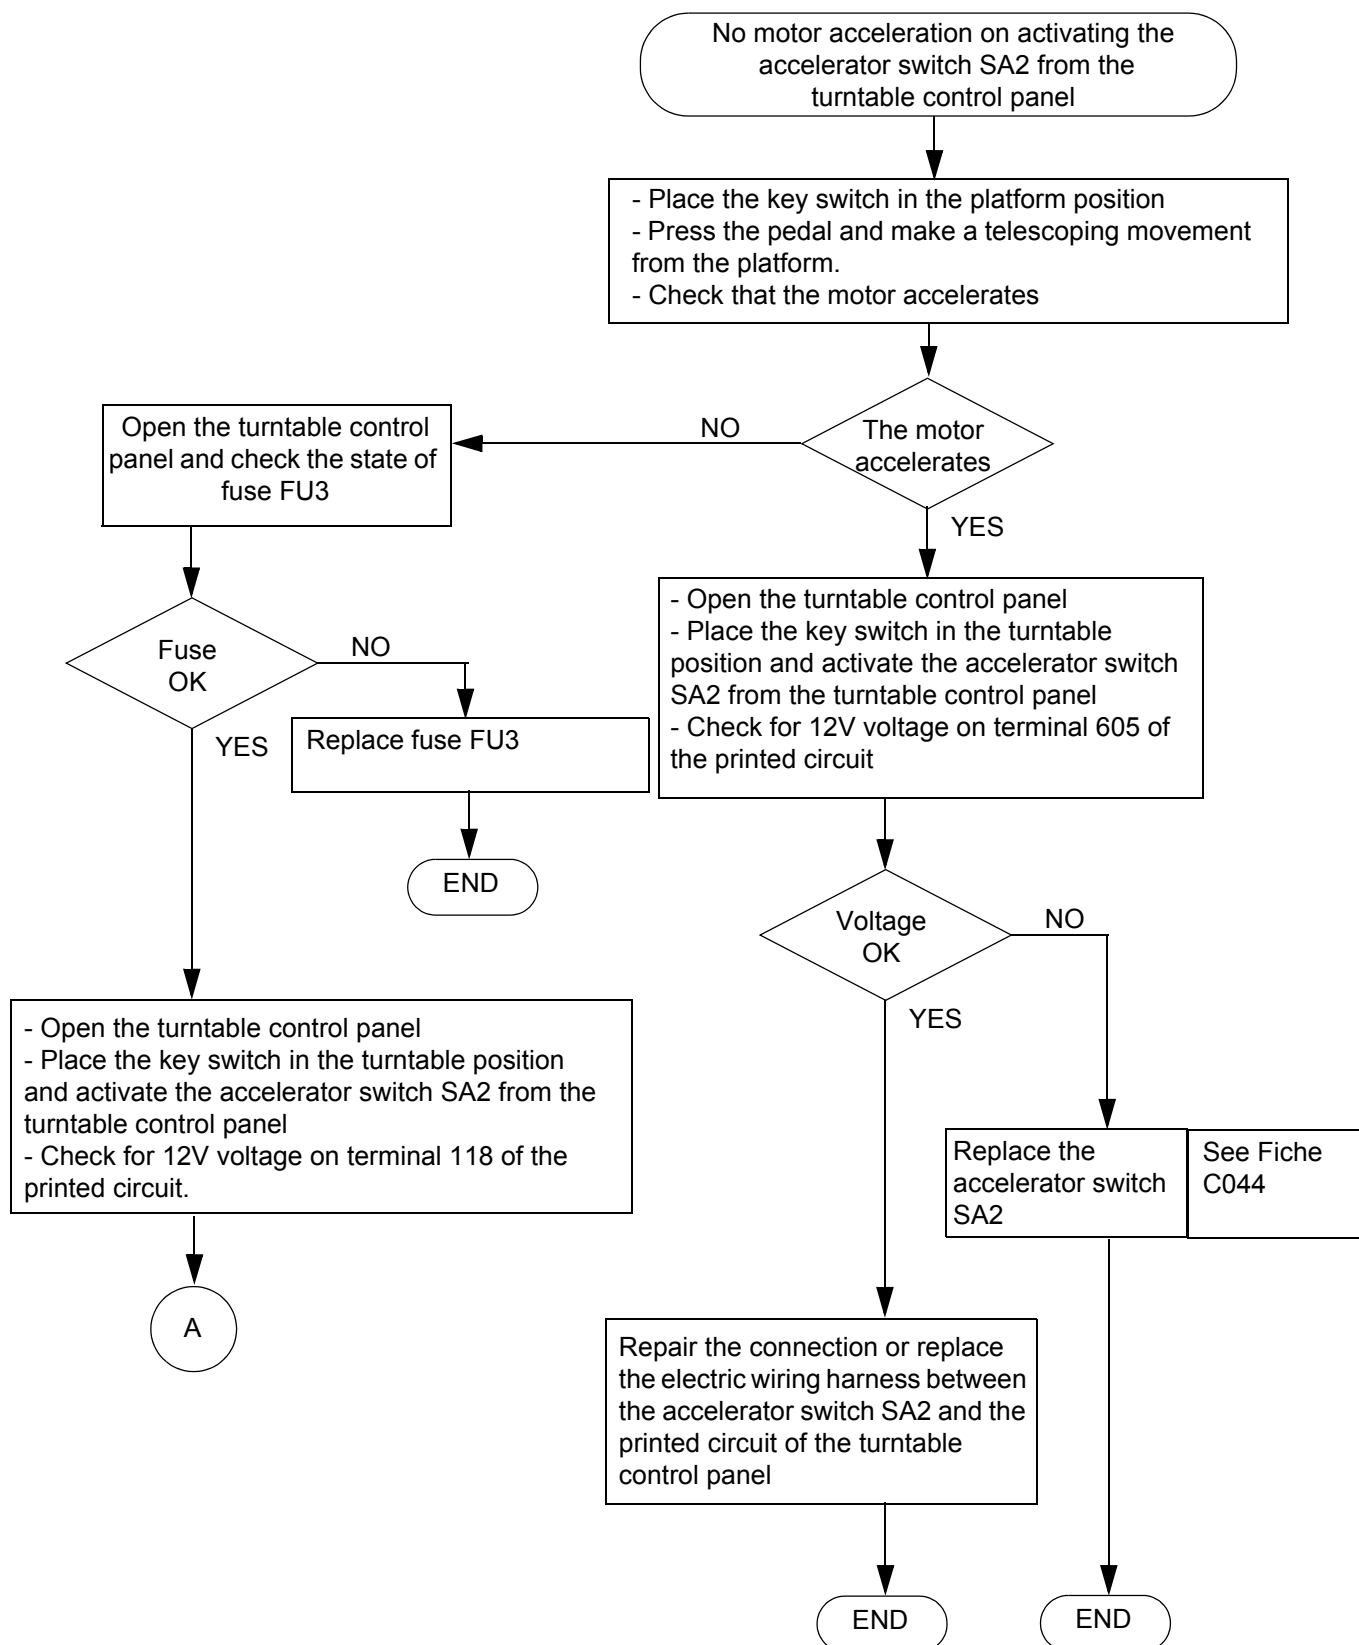 No motor acceleration on activating the
accelerator switch SA2 from the
turntable control panel
- Place the key switch in the platform position
- Press the pedal and make a telescoping movement
from the platform.
- Check that the motor accelerates
The motor
accelerates
NO
YES
Open the turntable control
panel and check the state of
fuse FU3
Fuse
OK
NO
YES
Replace fuse FU3
END
- Open the turntable control panel
- Place the key switch in the turntable
position and activate the accelerator switch
SA2 from the turntable control panel
- Check for 12V voltage on terminal 605 of
the printed circuit
Voltage
OK
NO
YES
- Open the turntable control panel
- Place the key switch in the turntable position
and activate the accelerator switch SA2 from the
turntable control panel
- Check for 12V voltage on terminal 118 of the
printed circuit.
A
Replace the
accelerator switch
SA2
See Fiche
C044
Repair the connection or replace
the electric wiring harness between
the accelerator switch SA2 and the
printed circuit of the turntable
control panel
END
END